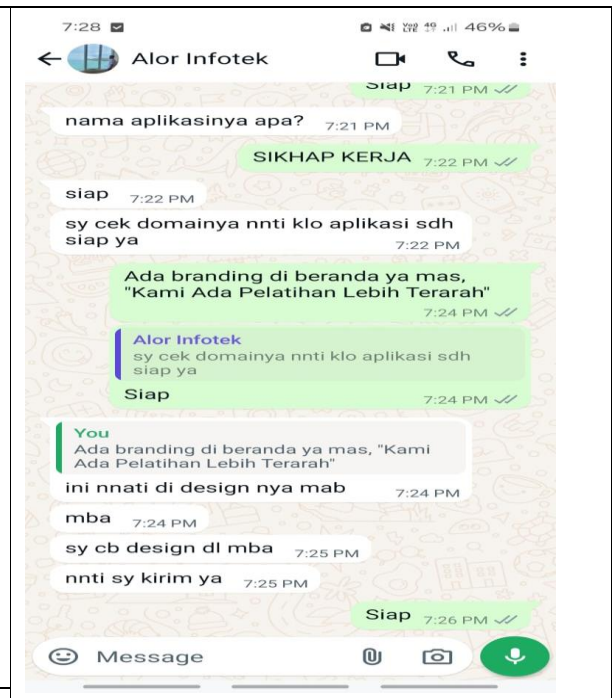 7:28
Voo 4G 46%
LTE
Alor Infotek
Siap 7:21 PM
nama aplikasinya apa? 7:21 PM
SIKHAP KERJA 7:22 PM
siap 7:22 PM
sy cek domainya nnti klo aplikasi sdh
siap ya 7:22 PM
Ada branding di beranda ya mas,
"Kami Ada Pelatihan Lebih Terarah"
7:24 PM
Alor Infotek
sy cek domainya nnti klo aplikasi sdh
siap ya
Siap 7:24 PM
You
Ada branding di beranda ya mas, "Kami
Ada Pelatihan Lebih Terarah"
ini nnati di design nya mab 7:24 PM
mba 7:24 PM
sy cb design dl mba 7:25 PM
nnti sy kirim ya 7:25 PM
Siap 7:26 PM
Message